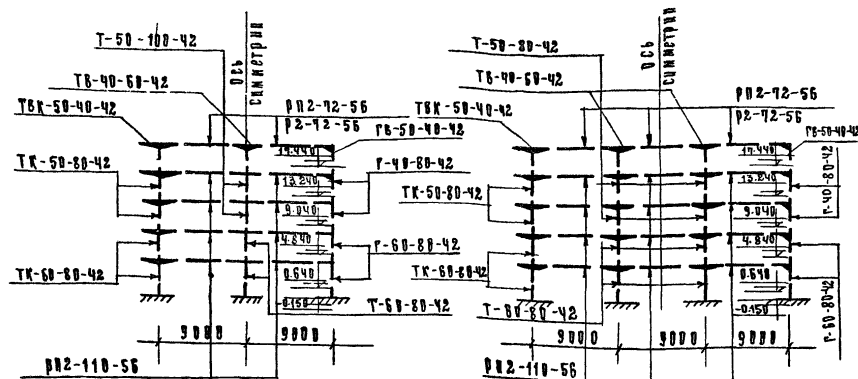 Т-50-100-42
ТВ-40-60-42
ТВК-50-40-42
ОСЬ СИММЕТРИИ
РП2-72-56
Р2-72-56
ГВ-50-40-42
17.440
13.240
9.040
4.840
0.640
-0.150
ТК-50-80-42
ТК-60-80-42
Г-40-80-42
Г-60-80-42
Т-60-80-42
9000
9000
РП2-110-56
Т-50-80-42
ТВ-40-60-42
ТВК-50-40-42
ОСЬ СИММЕТРИИ
РП2-72-56
Р2-72-56
ГВ-50-40-42
17.440
13.240
9.040
4.840
0.640
-0.150
ТК-50-80-42
ТК-60-80-42
Г-40-80-42
Г-60-80-42
9000
9000
9000
РП2-110-56